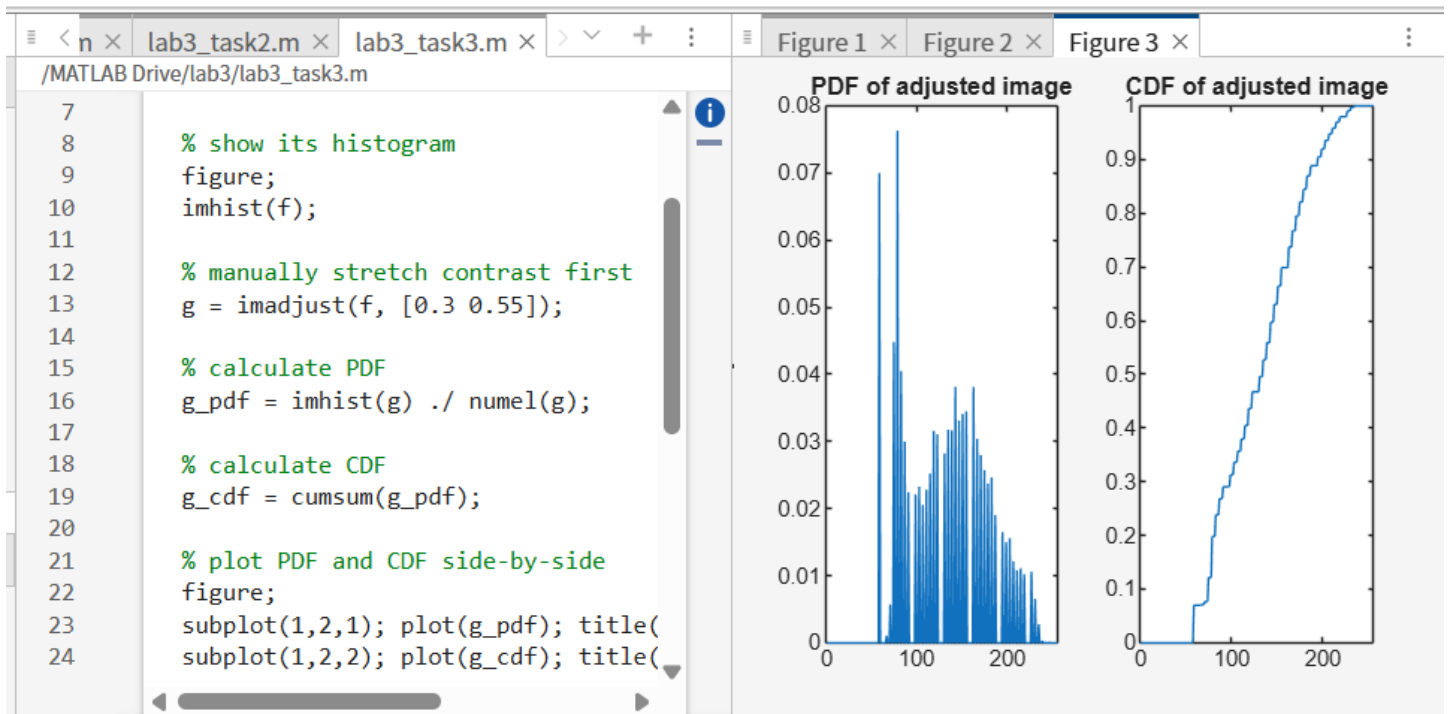 m × lab3_task2.m × lab3_task3.m ×
/MATLAB Drive/lab3/lab3_task3.m
7
8 % show its histogram
9 figure;
10 imhist(f);
11
12 % manually stretch contrast first
13 g = imadjust(f, [0.3 0.55]);
14
15 % calculate PDF
16 g_pdf = imhist(g) ./ numel(g);
17
18 % calculate CDF
19 g_cdf = cumsum(g_pdf);
20
21 % plot PDF and CDF side-by-side
22 figure;
23 subplot(1,2,1); plot(g_pdf); title(
24 subplot(1,2,2); plot(g_cdf); title(
Figure 1 × Figure 2 × Figure 3 ×
PDF of adjusted image
0.08
0.07
0.06
0.05
0.04
0.03
0.02
0.01
0
0 100 200
CDF of adjusted image
1
0.9
0.8
0.7
0.6
0.5
0.4
0.3
0.2
0.1
0
0 100 200